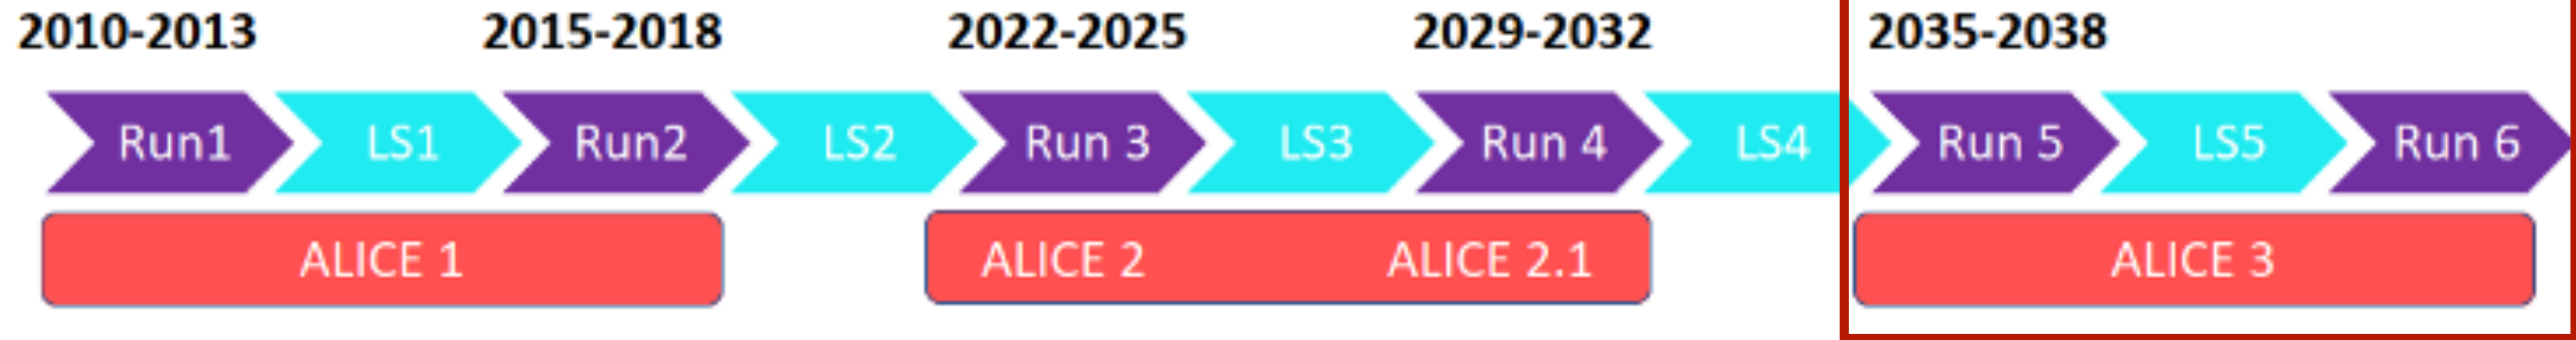 2010-2013 2015-2018 2022-2025 2029-2032 2035-2038
Run1 LS1 Run2 LS2 Run 3 LS3 Run 4 LS4 Run 5 LS5 Run 6
ALICE 1 ALICE 2 ALICE 2.1 ALICE 3